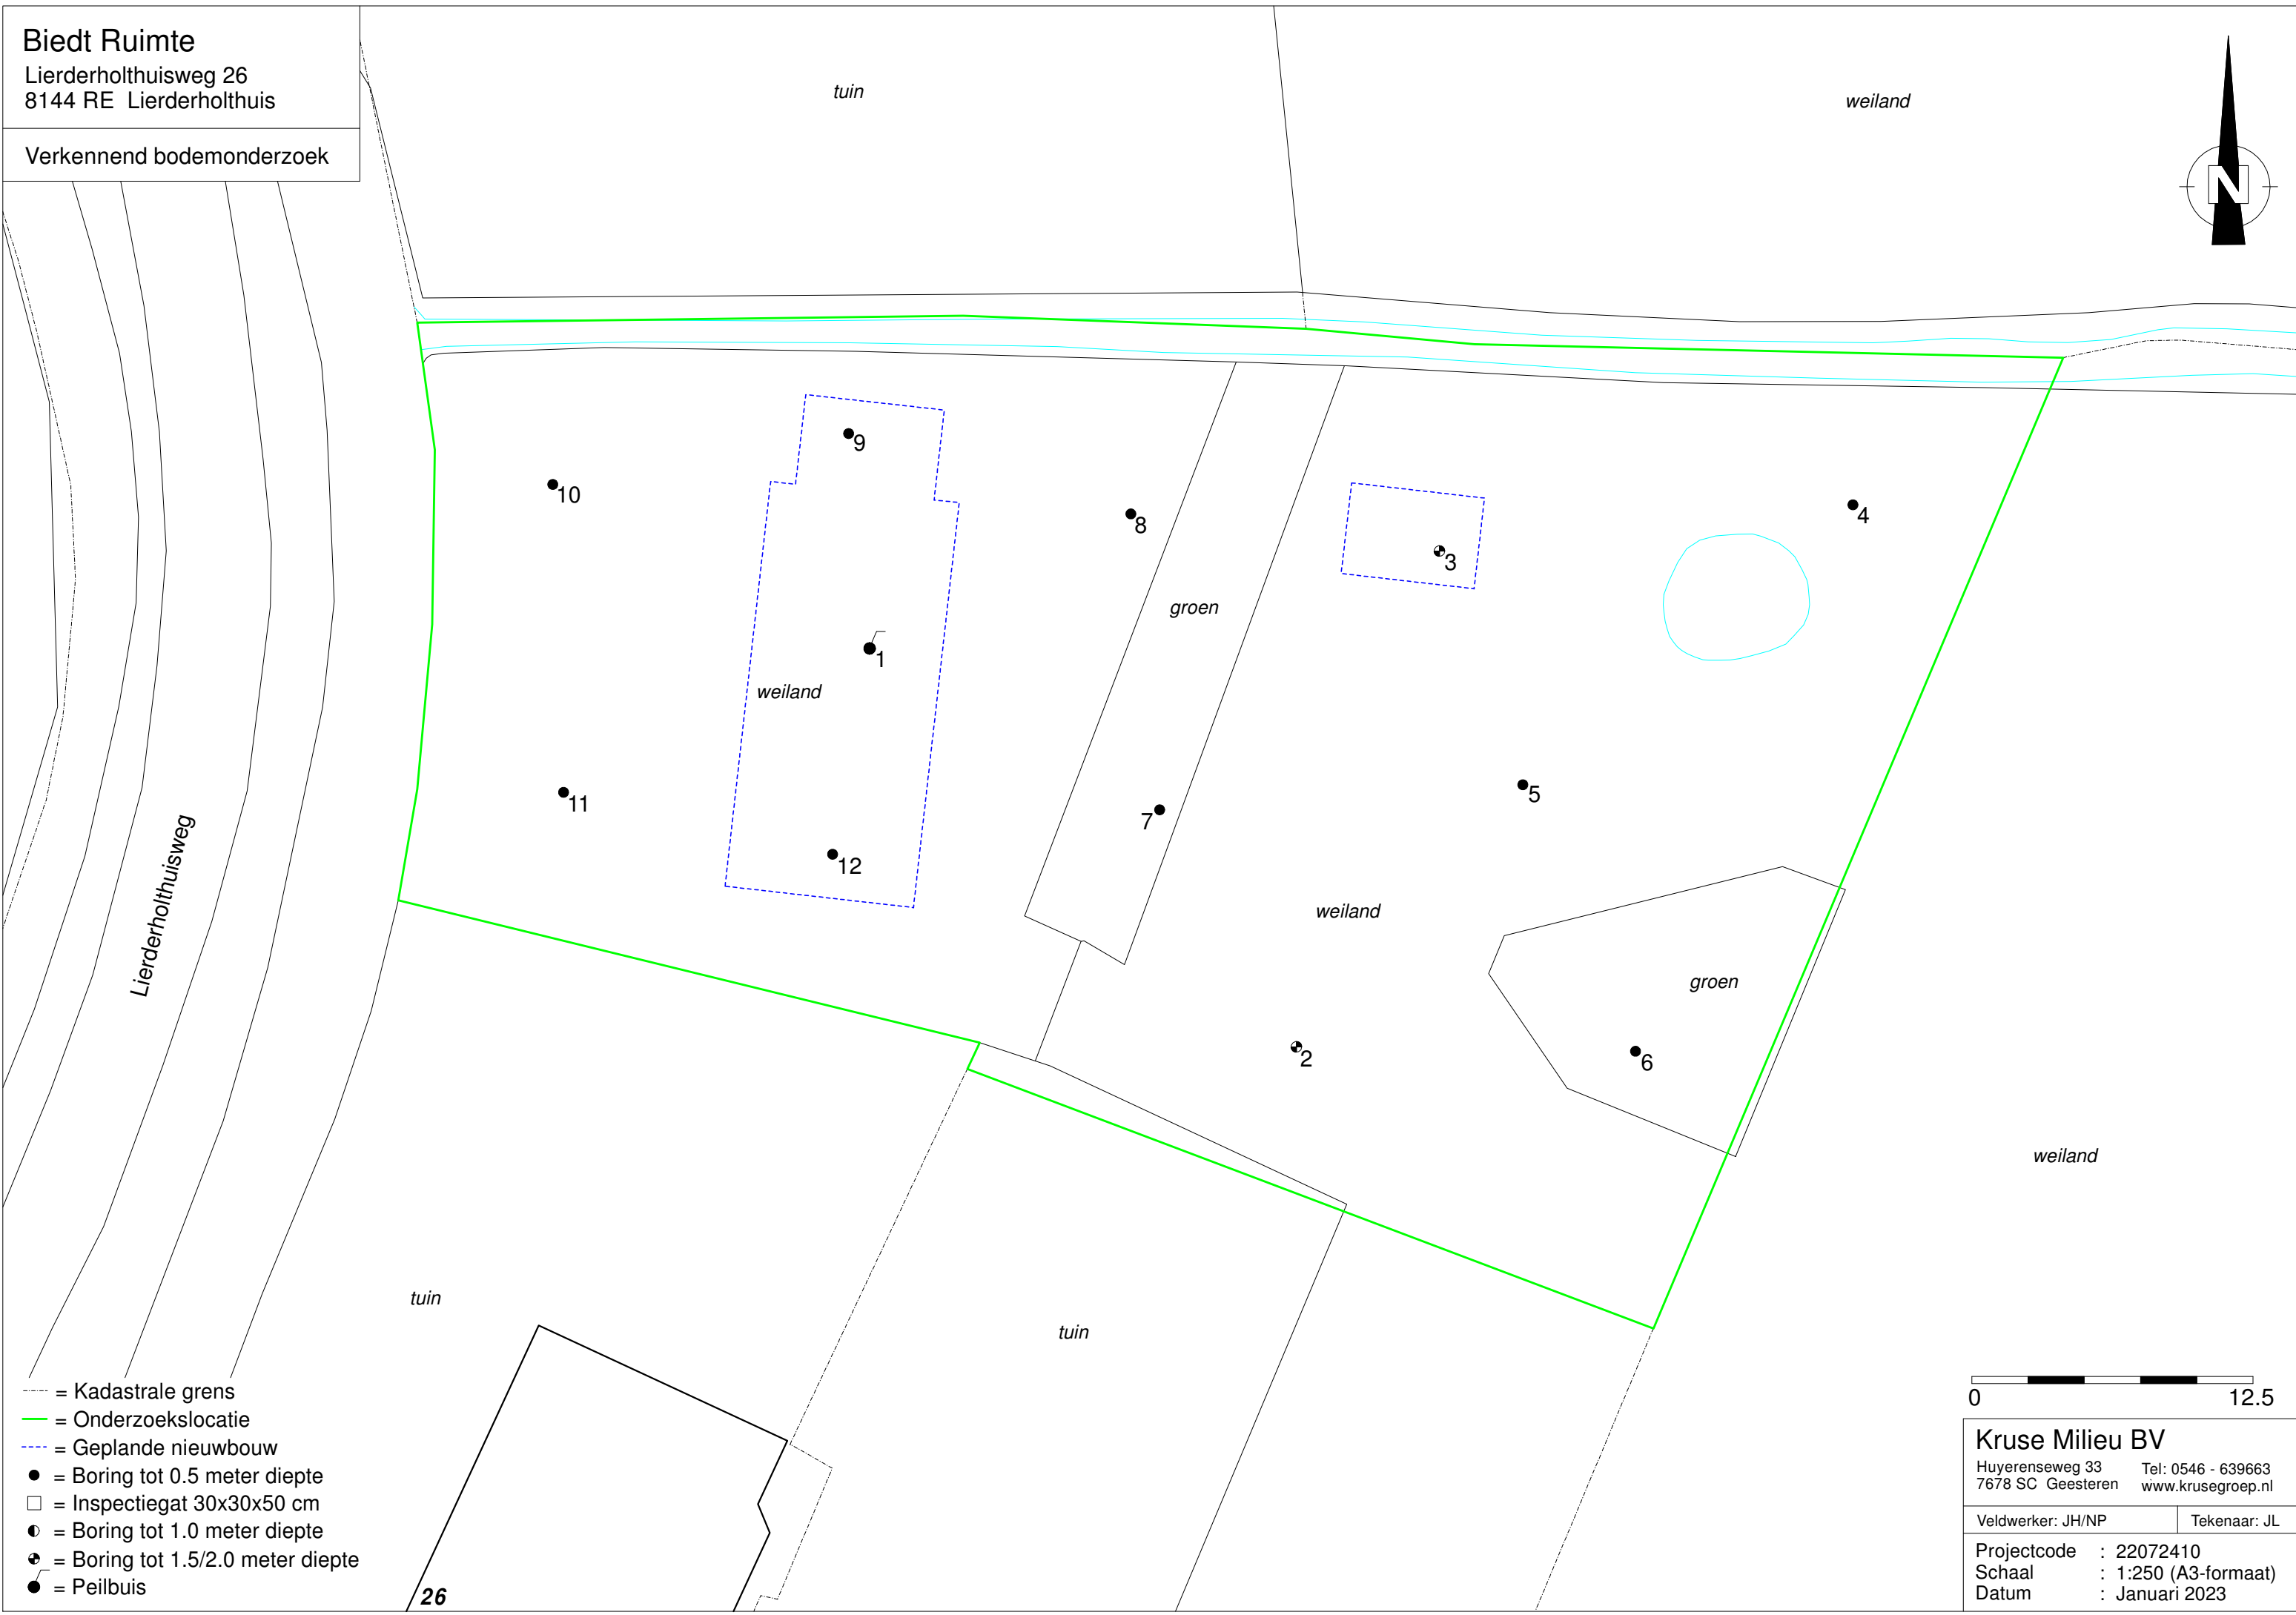 Biedt Ruimte
Lierderholthuisweg 26
8144 RE Lierderholthuis
Verkennend bodemonderzoek
tuin
weiland
N
9
10
8
4
3
groen
1
weiland
5
11
7
12
Lierderholthuisweg
weiland
groen
2
6
weiland
tuin
tuin
= Kadastrale grens
= Onderzoekslocatie
= Geplande nieuwbouw
= Boring tot 0.5 meter diepte
= Inspectiegat 30x30x50 cm
= Boring tot 1.0 meter diepte
= Boring tot 1.5/2.0 meter diepte
= Peilbuis
26
0 12.5
Kruse Milieu BV
Huyerenseweg 33 Tel: 0546 - 639663
7678 SC Geesteren www.krusegroep.nl
Veldwerker: JH/NP Tekenaar: JL
Projectcode : 22072410
Schaal : 1:250 (A3-formaat)
Datum : Januari 2023